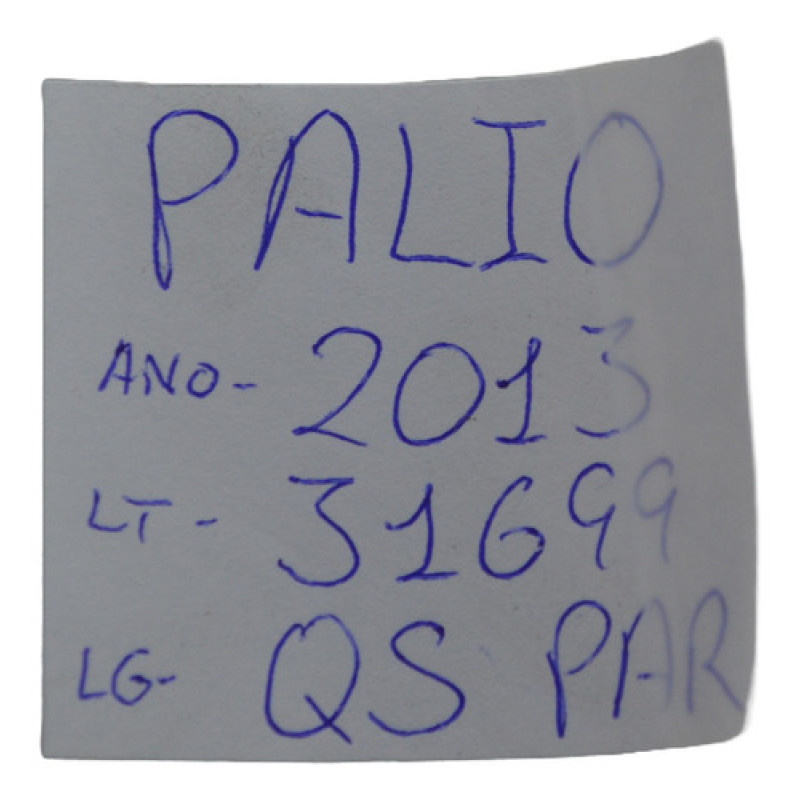 PALIO
ANO- 2013
LT- 31699
LG- QS PAR